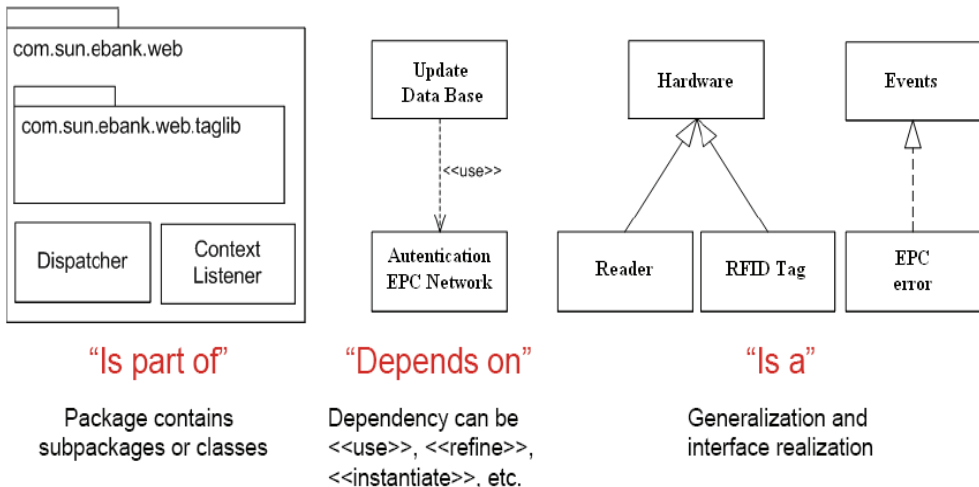 com.sun.ebank.web
com.sun.ebank.web.taglib
Dispatcher
Context
Listener
“Is part of”
Package contains
subpackages or classes
Update
Data Base
<<use>>
Autentication
EPC Network
“Depends on”
Dependency can be
<<use>>, <<refine>>,
<<instantiate>>, etc.
Hardware
Reader
RFID Tag
Events
EPC
error
“Is a”
Generalization and
interface realization